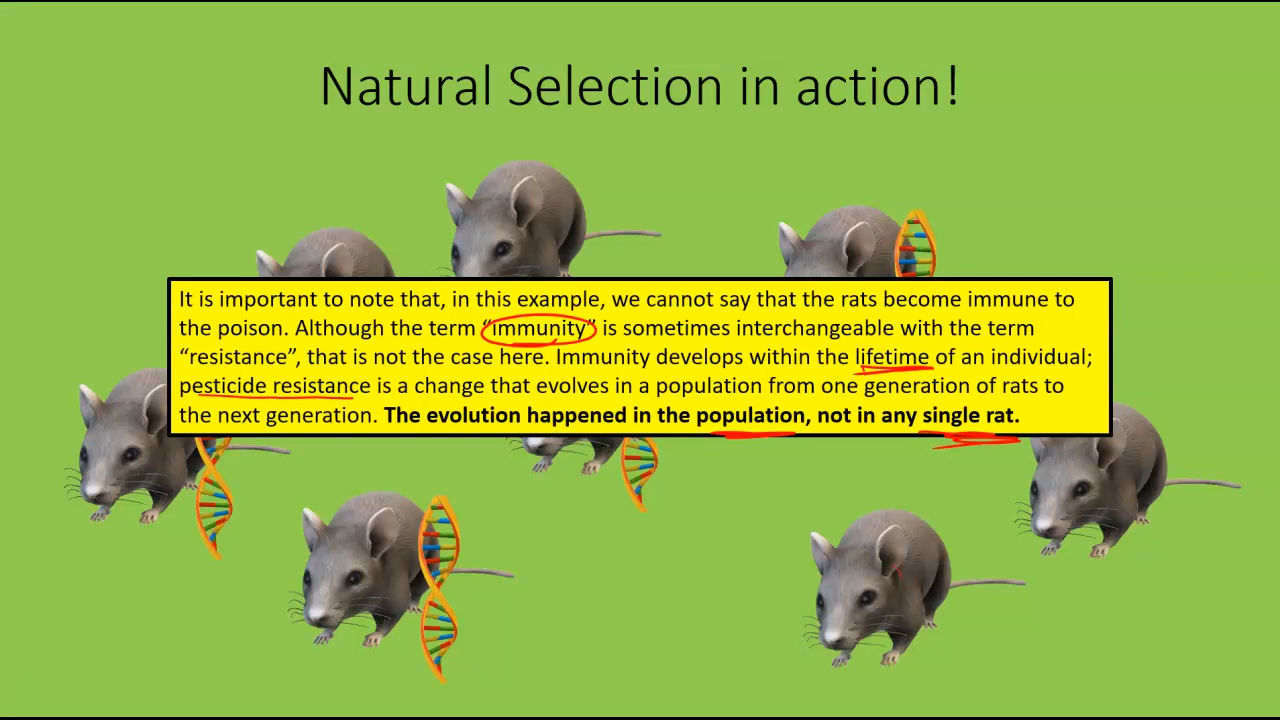 Natural Selection in action!
It is important to note that, in this example, we cannot say that the rats become immune to
the poison. Although the term “immunity” is sometimes interchangeable with the term
“resistance”, that is not the case here. Immunity develops within the lifetime of an individual;
pesticide resistance is a change that evolves in a population from one generation of rats to
the next generation. The evolution happened in the population, not in any single rat.